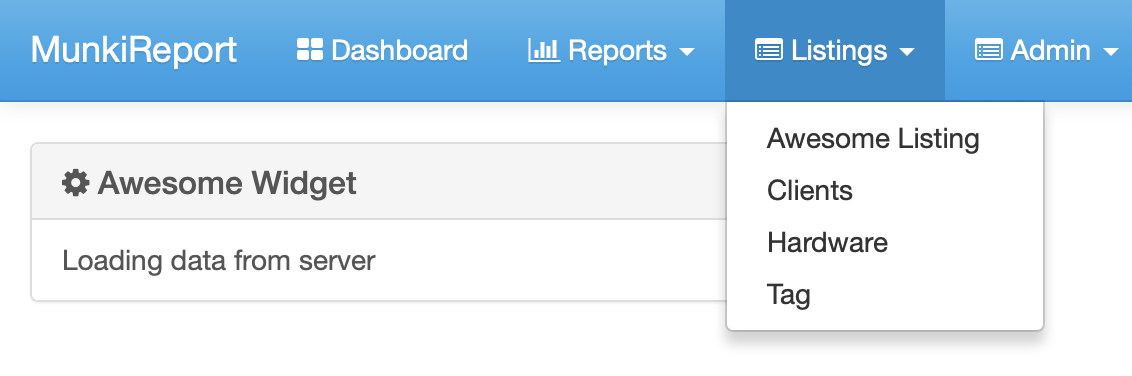 MunkiReport Dashboard Reports Listings Admin
Awesome Listing
Clients
Hardware
Tag
Awesome Widget
Loading data from server